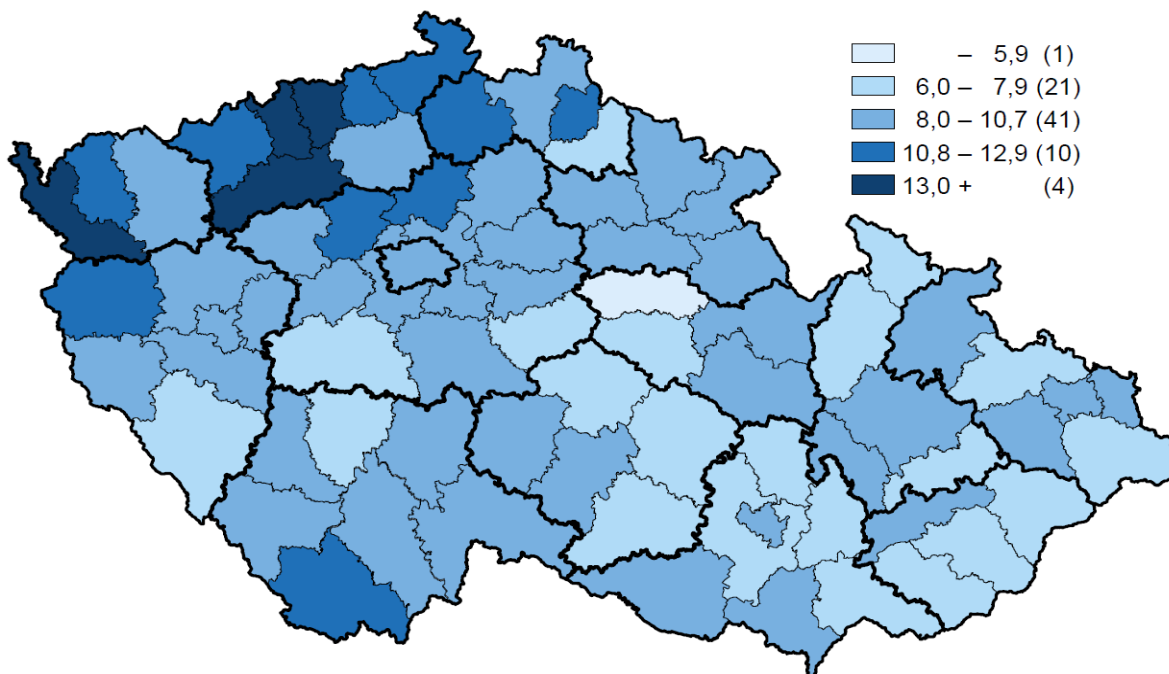 – 5,9 (1)
6,0 – 7,9 (21)
8,0 – 10,7 (41)
10,8 – 12,9 (10)
13,0 + (4)